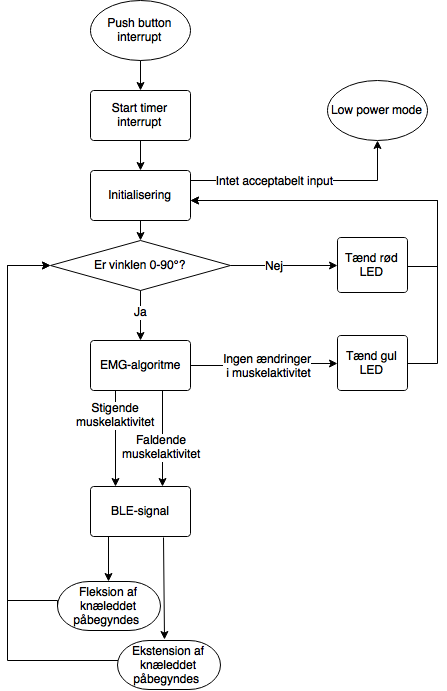 Push button
interrupt
Start timer
interrupt
Low power mode
Initialisering
Intet acceptabelt input
Er vinklen 0-90°?
Nej
Tænd rød
LED
Ja
EMG-algoritme
Ingen ændringer
i muskelaktivitet
Tænd gul
LED
Stigende
muskelaktivitet
Faldende
muskelaktivitet
BLE-signal
Fleksion af
knæleddet
påbegyndes
Ekstension af
knæleddet
påbegyndes